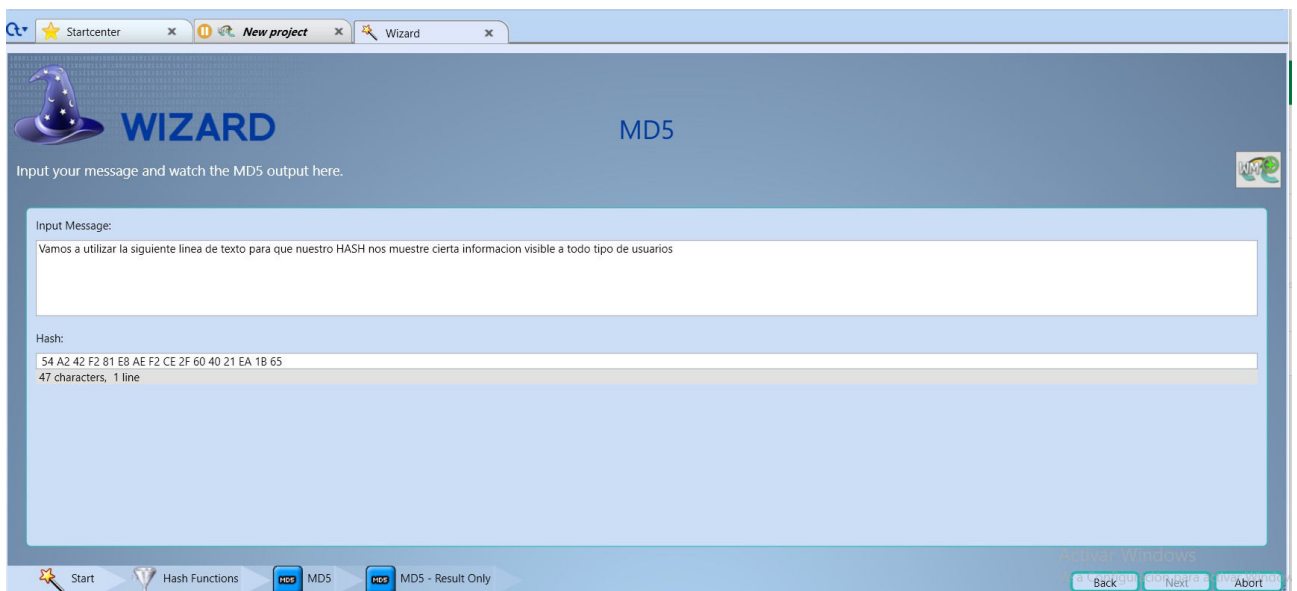 Startcenter New project Wizard
WIZARD
MD5
Input your message and watch the MD5 output here.
Input Message:
Vamos a utilizar la siguiente linea de texto para que nuestro HASH nos muestre cierta informacion visible a todo tipo de usuarios
Hash:
54 A2 42 F2 81 E8 AE F2 CE 2F 60 40 21 EA 1B 65
47 characters, 1 line
Activar Windows
Start Hash Functions MD5 MD5 MD5 MD5 - Result Only
Back Next Abort